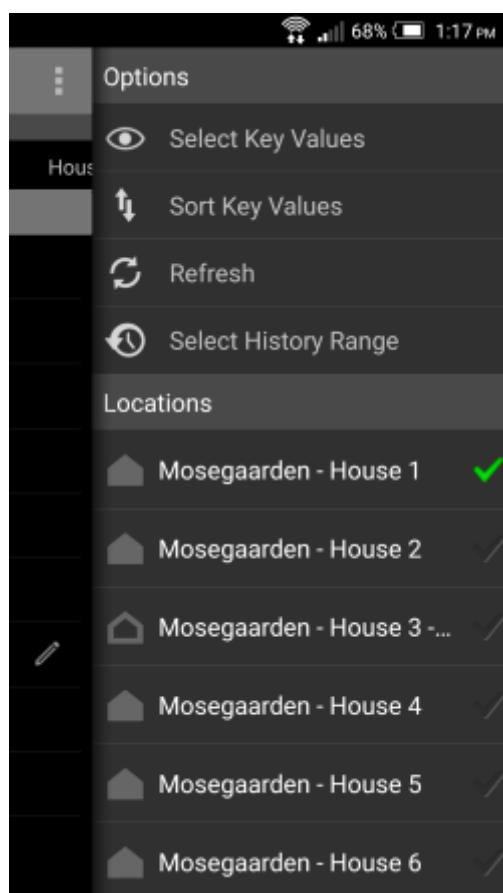 68% 1:17 PM
Options
Select Key Values
Hous
Sort Key Values
Refresh
Select History Range
Locations
Mosegaarden - House 1
Mosegaarden - House 2
Mosegaarden - House 3 -...
Mosegaarden - House 4
Mosegaarden - House 5
Mosegaarden - House 6